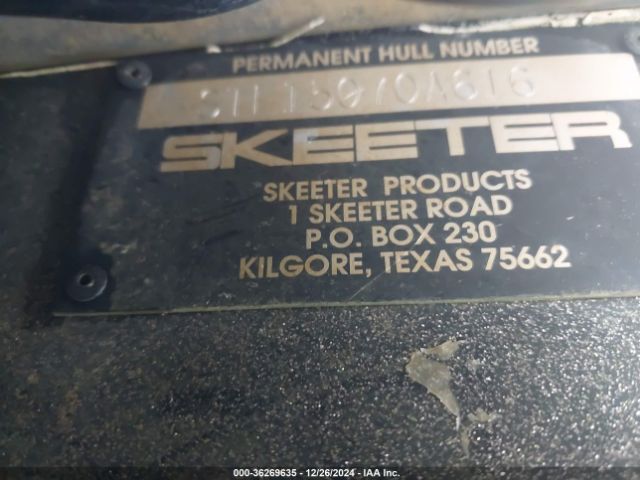 PERMANENT HULL NUMBER
SKEETER
SKEETER PRODUCTS
1 SKEETER ROAD
P.O. BOX 230
KILGORE, TEXAS 75662
000-36269635 - 12/26/2024 - IAA Inc.